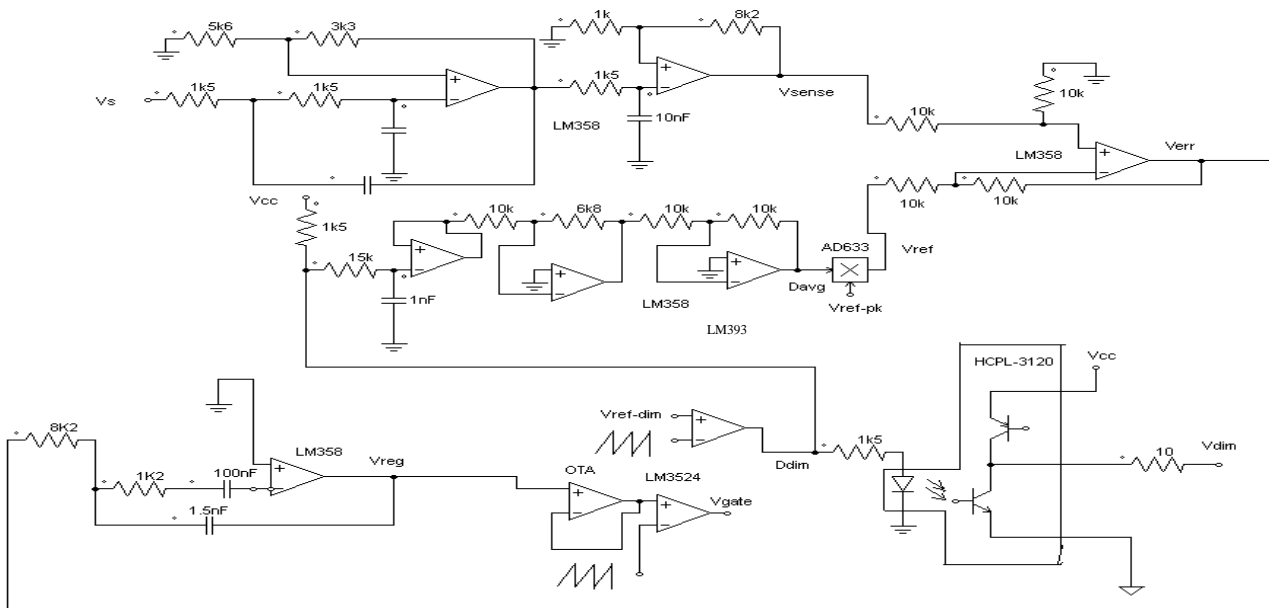 5k6
3k3
1k
8k2
Vs
1k5
1k5
1k5
LM358
10nF
Vsense
10k
10k
LM358
Verr
10k
10k
Vcc
1k5
15k
1nF
10k
6k8
10k
10k
LM358
Davg
AD633
Vref
Vref-pk
LM393
HCPL-3120
Vcc
8K2
1K2
100nF
1.5nF
LM358
Vreg
Vref-dim
Ddim
1k5
10
Vdim
OTA
LM3524
Vgate